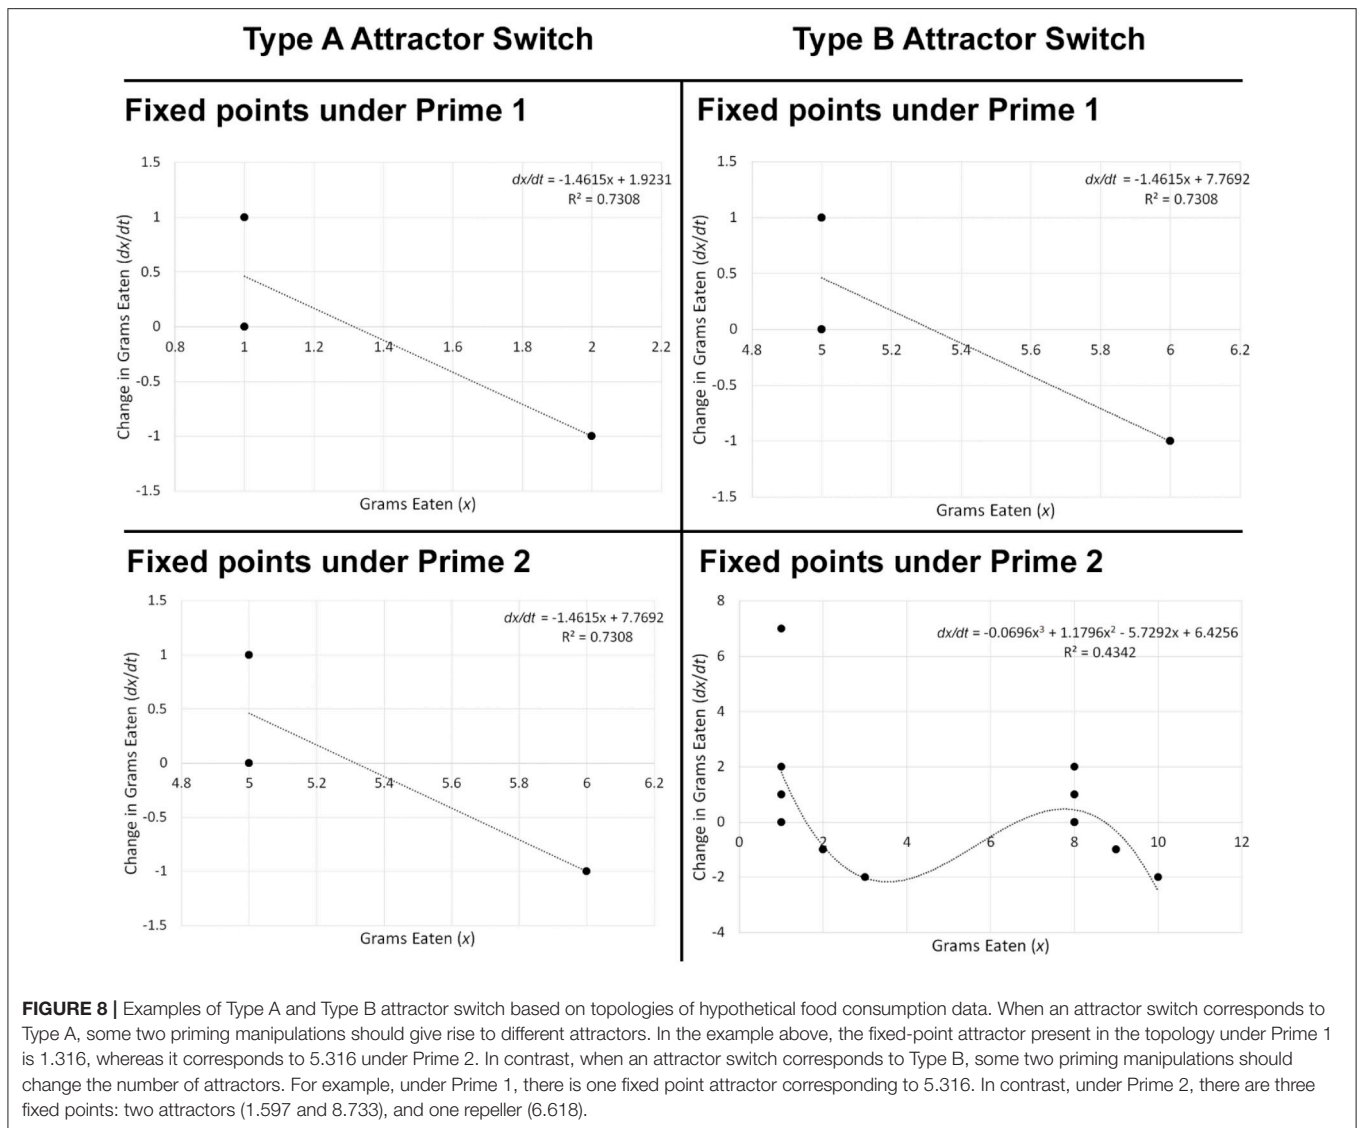 Type A Attractor Switch
Type B Attractor Switch
Fixed points under Prime 1
1.5
dx/dt = -1.4615x + 1.9231
R² = 0.7308
1
0.5
0
0.8
1
1.2
1.4
1.6
1.8
2
2.2
-0.5
-1
-1.5
Change in Grams Eaten (dx/dt)
Grams Eaten (x)
Fixed points under Prime 1
1.5
dx/dt = -1.4615x + 7.7692
R² = 0.7308
1
0.5
0
4.8
5
5.2
5.4
5.6
5.8
6
6.2
-0.5
-1
-1.5
Change in Grams Eaten (dx/dt)
Grams Eaten (x)
Fixed points under Prime 2
1.5
dx/dt = -1.4615x + 7.7692
R² = 0.7308
1
0.5
0
4.8
5
5.2
5.4
5.6
5.8
6
6.2
-0.5
-1
-1.5
Change in Grams Eaten (dx/dt)
Grams Eaten (x)
Fixed points under Prime 2
8
dx/dt = -0.0696x³ + 1.1796x² - 5.7292x + 6.4256
R² = 0.4342
6
4
2
0
0
2
4
6
8
10
12
-2
-4
Change in Grams Eaten (dx/dt)
Grams Eaten (x)
FIGURE 8 | Examples of Type A and Type B attractor switch based on topologies of hypothetical food consumption data. When an attractor switch corresponds to
Type A, some two priming manipulations should give rise to different attractors. In the example above, the fixed-point attractor present in the topology under Prime 1
is 1.316, whereas it corresponds to 5.316 under Prime 2. In contrast, when an attractor switch corresponds to Type B, some two priming manipulations should
change the number of attractors. For example, under Prime 1, there is one fixed point attractor corresponding to 5.316. In contrast, under Prime 2, there are three
fixed points: two attractors (1.597 and 8.733), and one repeller (6.618).